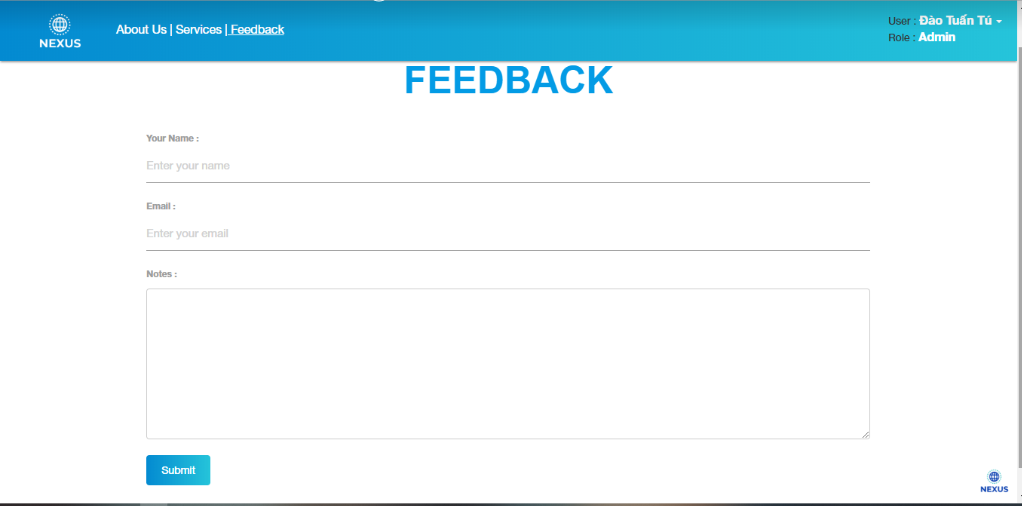 NEXUS
About Us | Services | Feedback
User : Đào Tuấn Tú
Role : Admin
FEEDBACK
Your Name :
Enter your name
Email :
Enter your email
Notes :
Submit
NEXUS